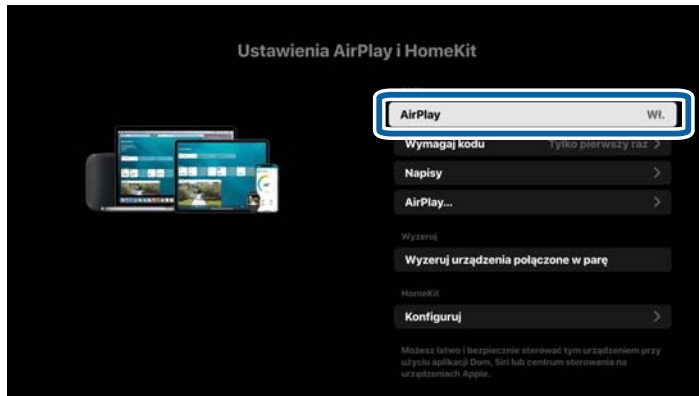 Ustawienia AirPlay i HomeKit
AirPlay Wł.
Wymagaj kodu Tylko pierwszy raz
Napisy
AirPlay...
Wyzeruj
Wyzeruj urządzenia połączone w parę
HomeKit
Konfiguruj
Możesz łatwo i bezpiecznie sterować tym urządzeniem przy
użyciu aplikacji Dom, Siri lub centrum sterowania na
urządzeniach Apple.